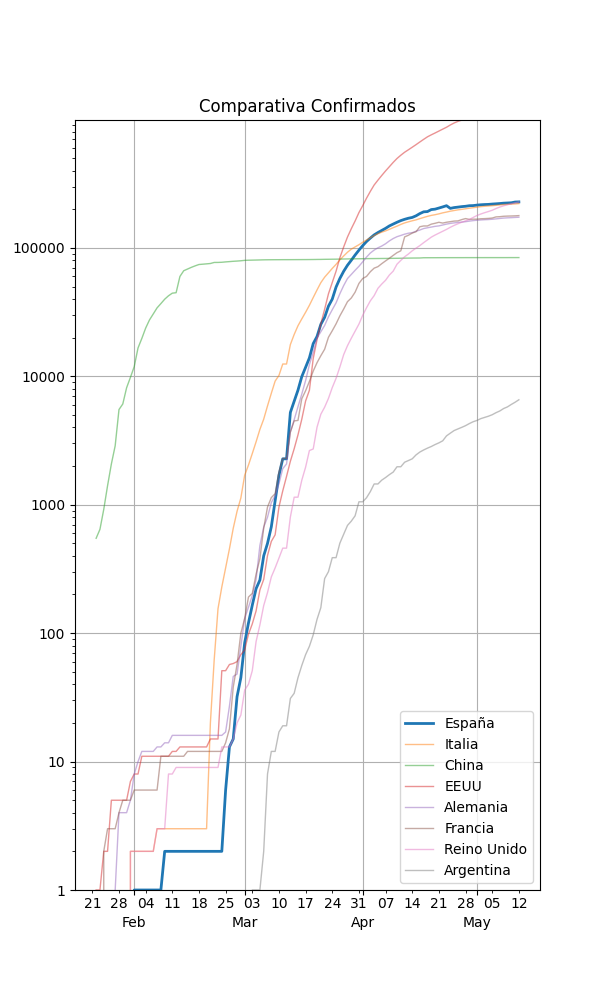 Comparativa Confirmados
100000
10000
1000
100
10
1
España
Italia
China
EEUU
Alemania
Francia
Reino Unido
Argentina
21 28 04 11 18 25 03 10 17 24 31 07 14 21 28 05 12
Feb Mar Apr May